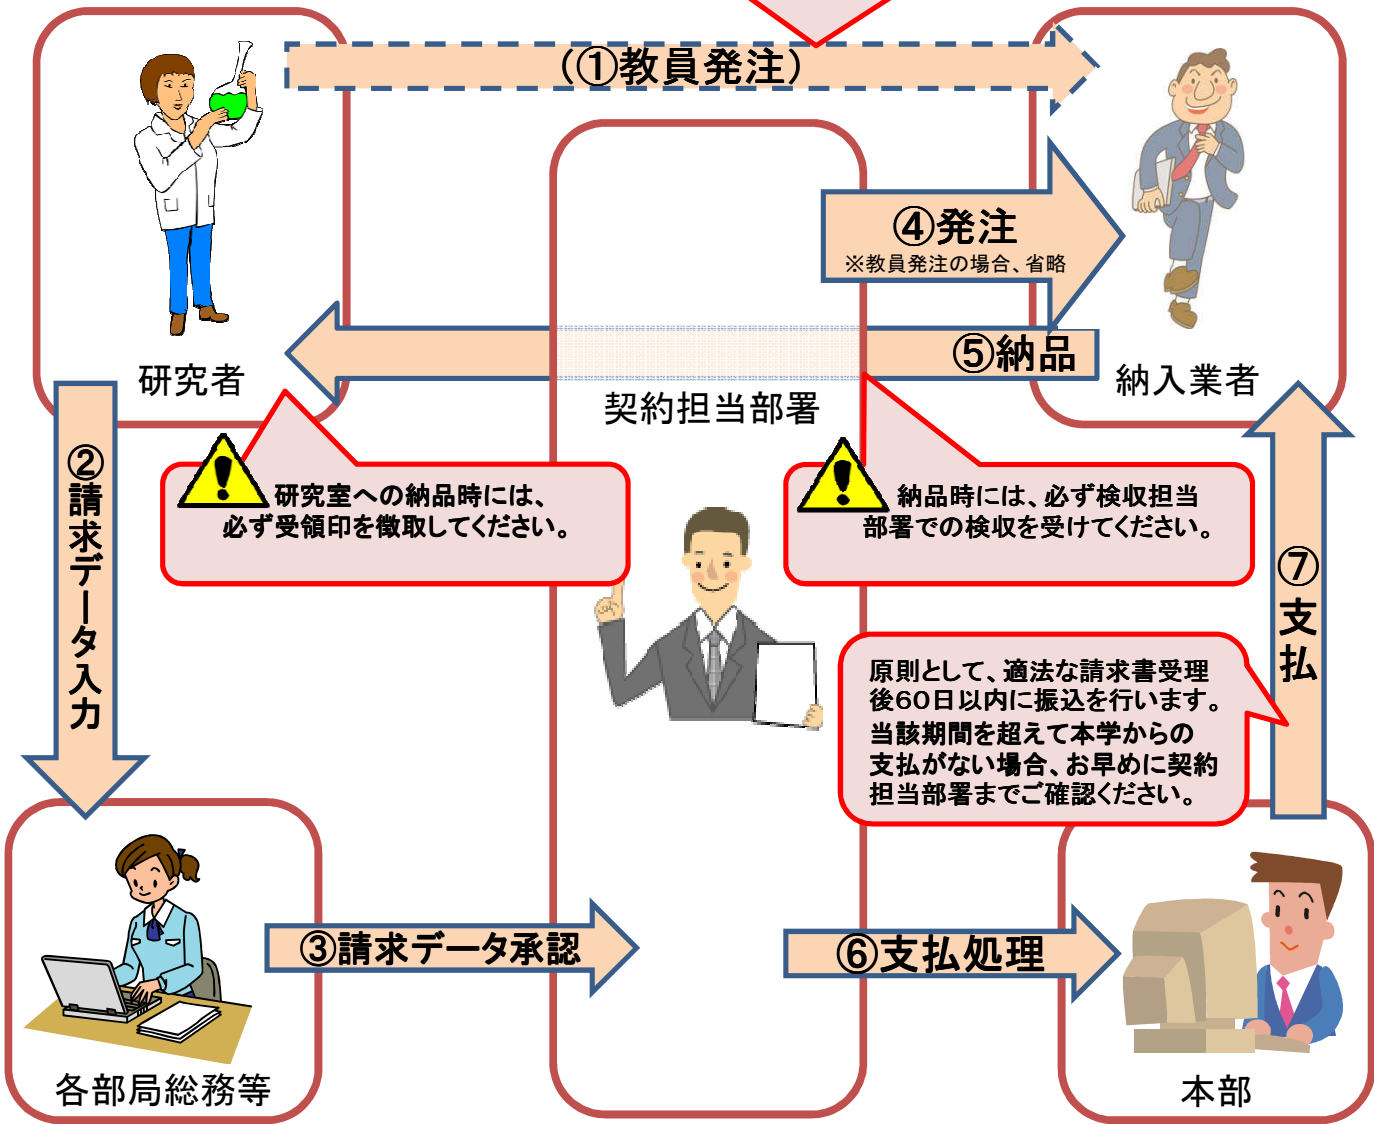 (①教員発注)
④発注
※教員発注の場合、省略
⑤納品
研究者
契約担当部署
納入業者
②請求データ入力
研究室への納品時には、
必ず受領印を徴取してください。
納品時には、必ず検収担当
部署での検収を受けてください。
⑦支払
原則として、適法な請求書受理
後60日以内に振込を行います。
当該期間を超えて本学からの
支払がない場合、お早めに契約
担当部署までご確認ください。
③請求データ承認
⑥支払処理
各部局総務等
本部